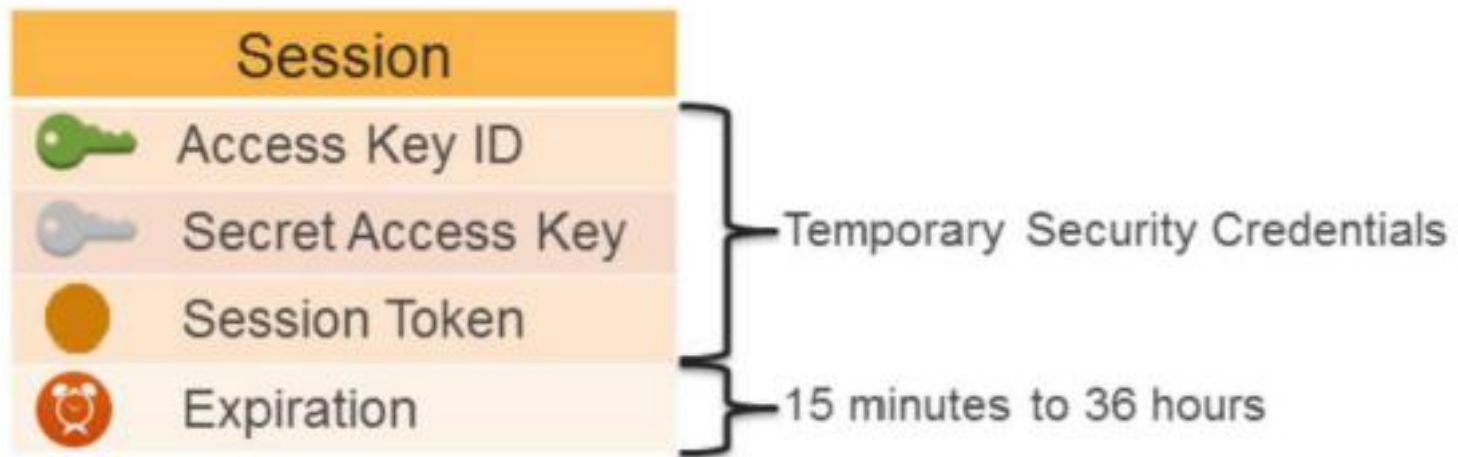 Session
Access Key ID
Secret Access Key
Temporary Security Credentials
Session Token
Expiration
15 minutes to 36 hours